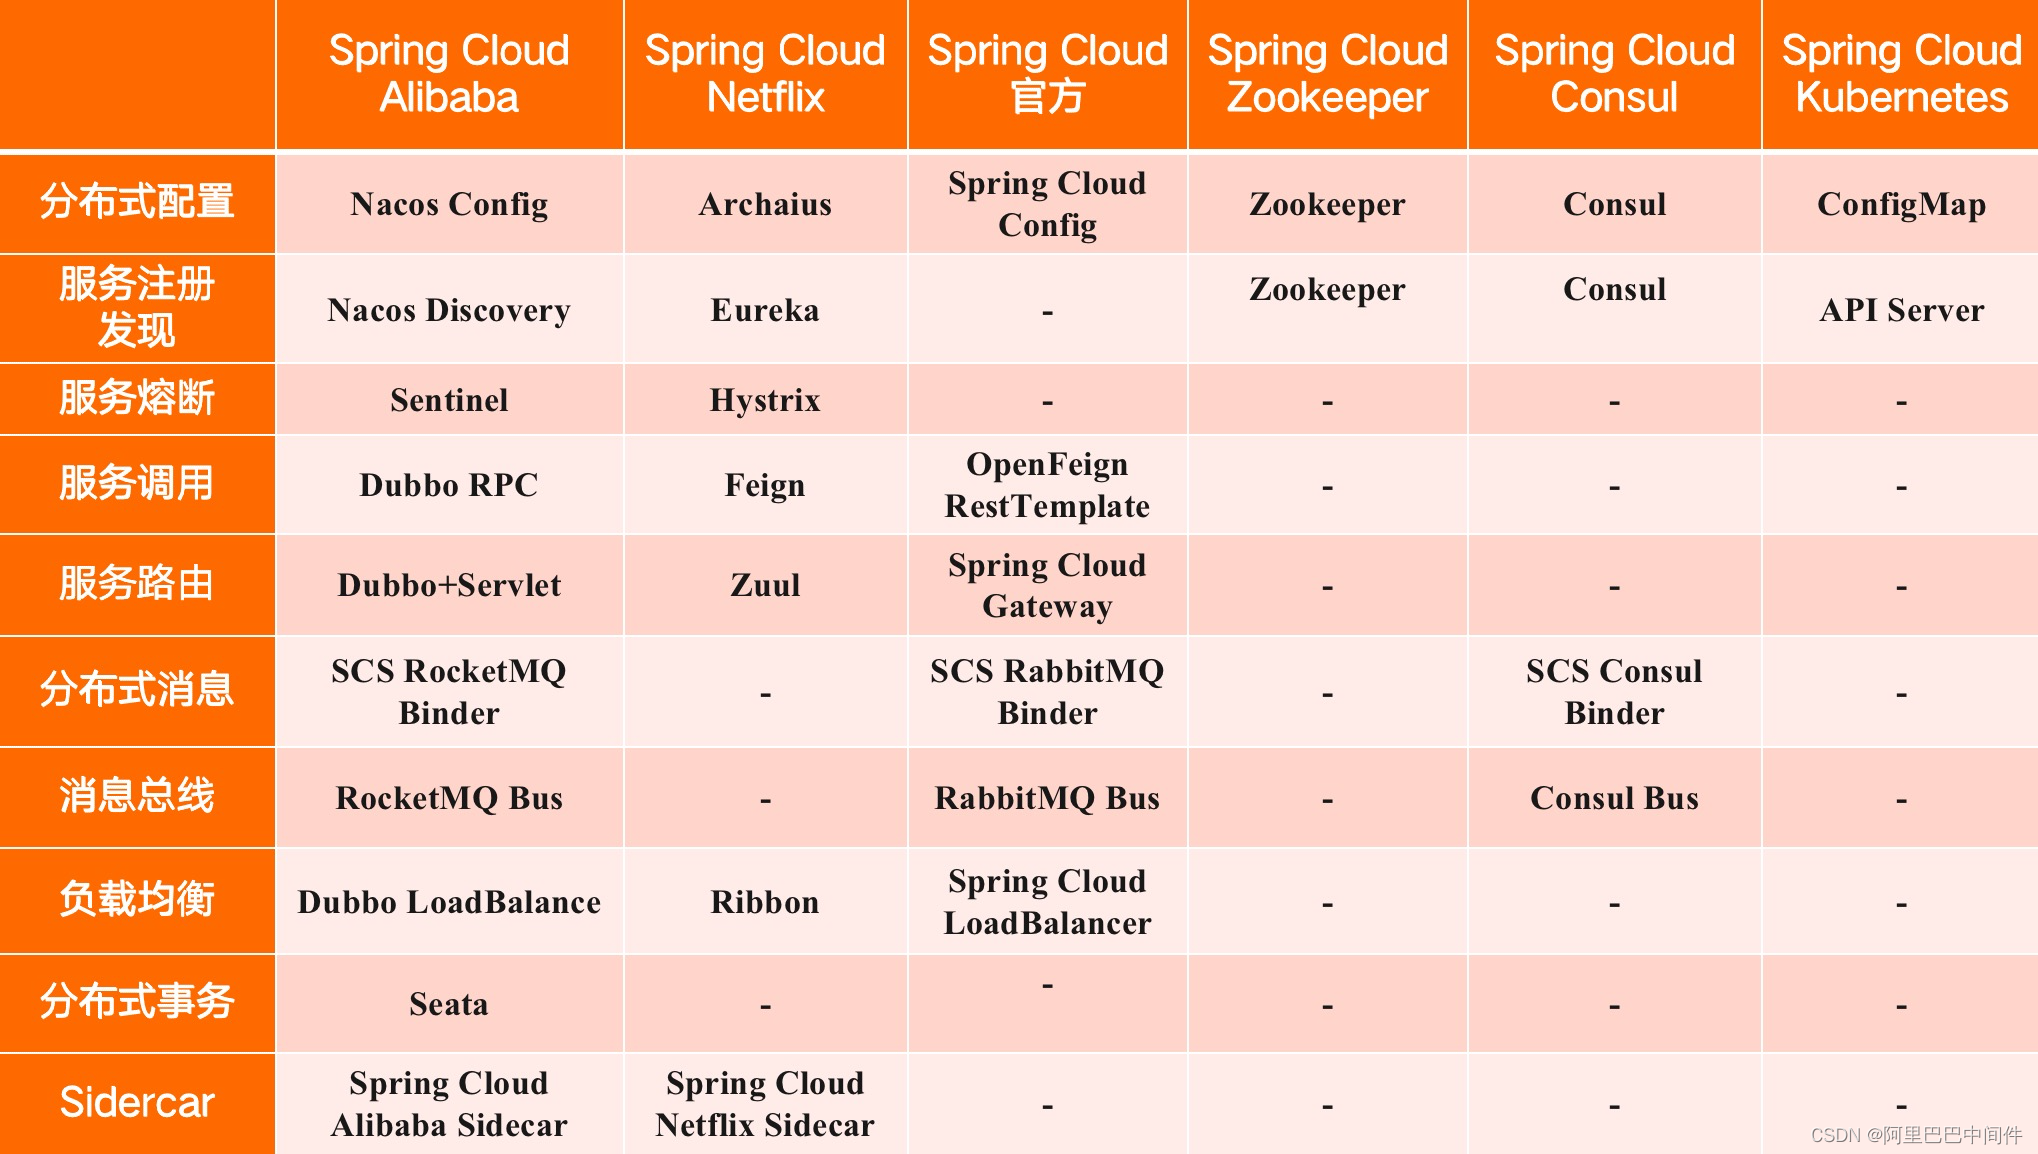 Spring Cloud
Alibaba
Spring Cloud
Netflix
Spring Cloud
官方
Spring Cloud
Zookeeper
Spring Cloud
Consul
Spring Cloud
Kubernetes
分布式配置
Nacos Config
Archaius
Spring Cloud
Config
Zookeeper
Consul
ConfigMap
服务注册
发现
Nacos Discovery
Eureka
-
Zookeeper
Consul
API Server
服务熔断
Sentinel
Hystrix
-
-
-
-
服务调用
Dubbo RPC
Feign
OpenFeign
RestTemplate
-
-
-
服务路由
Dubbo+Servlet
Zuul
Spring Cloud
Gateway
-
-
-
分布式消息
SCS RocketMQ
Binder
-
SCS RabbitMQ
Binder
-
SCS Consul
Binder
-
消息总线
RocketMQ Bus
-
RabbitMQ Bus
-
Consul Bus
-
负载均衡
Dubbo LoadBalance
Ribbon
Spring Cloud
LoadBalancer
-
-
-
分布式事务
Seata
-
-
-
-
-
Sidercar
Spring Cloud
Alibaba Sidecar
Spring Cloud
Netflix Sidecar
-
-
-
-
CSDN @阿里巴巴中间件